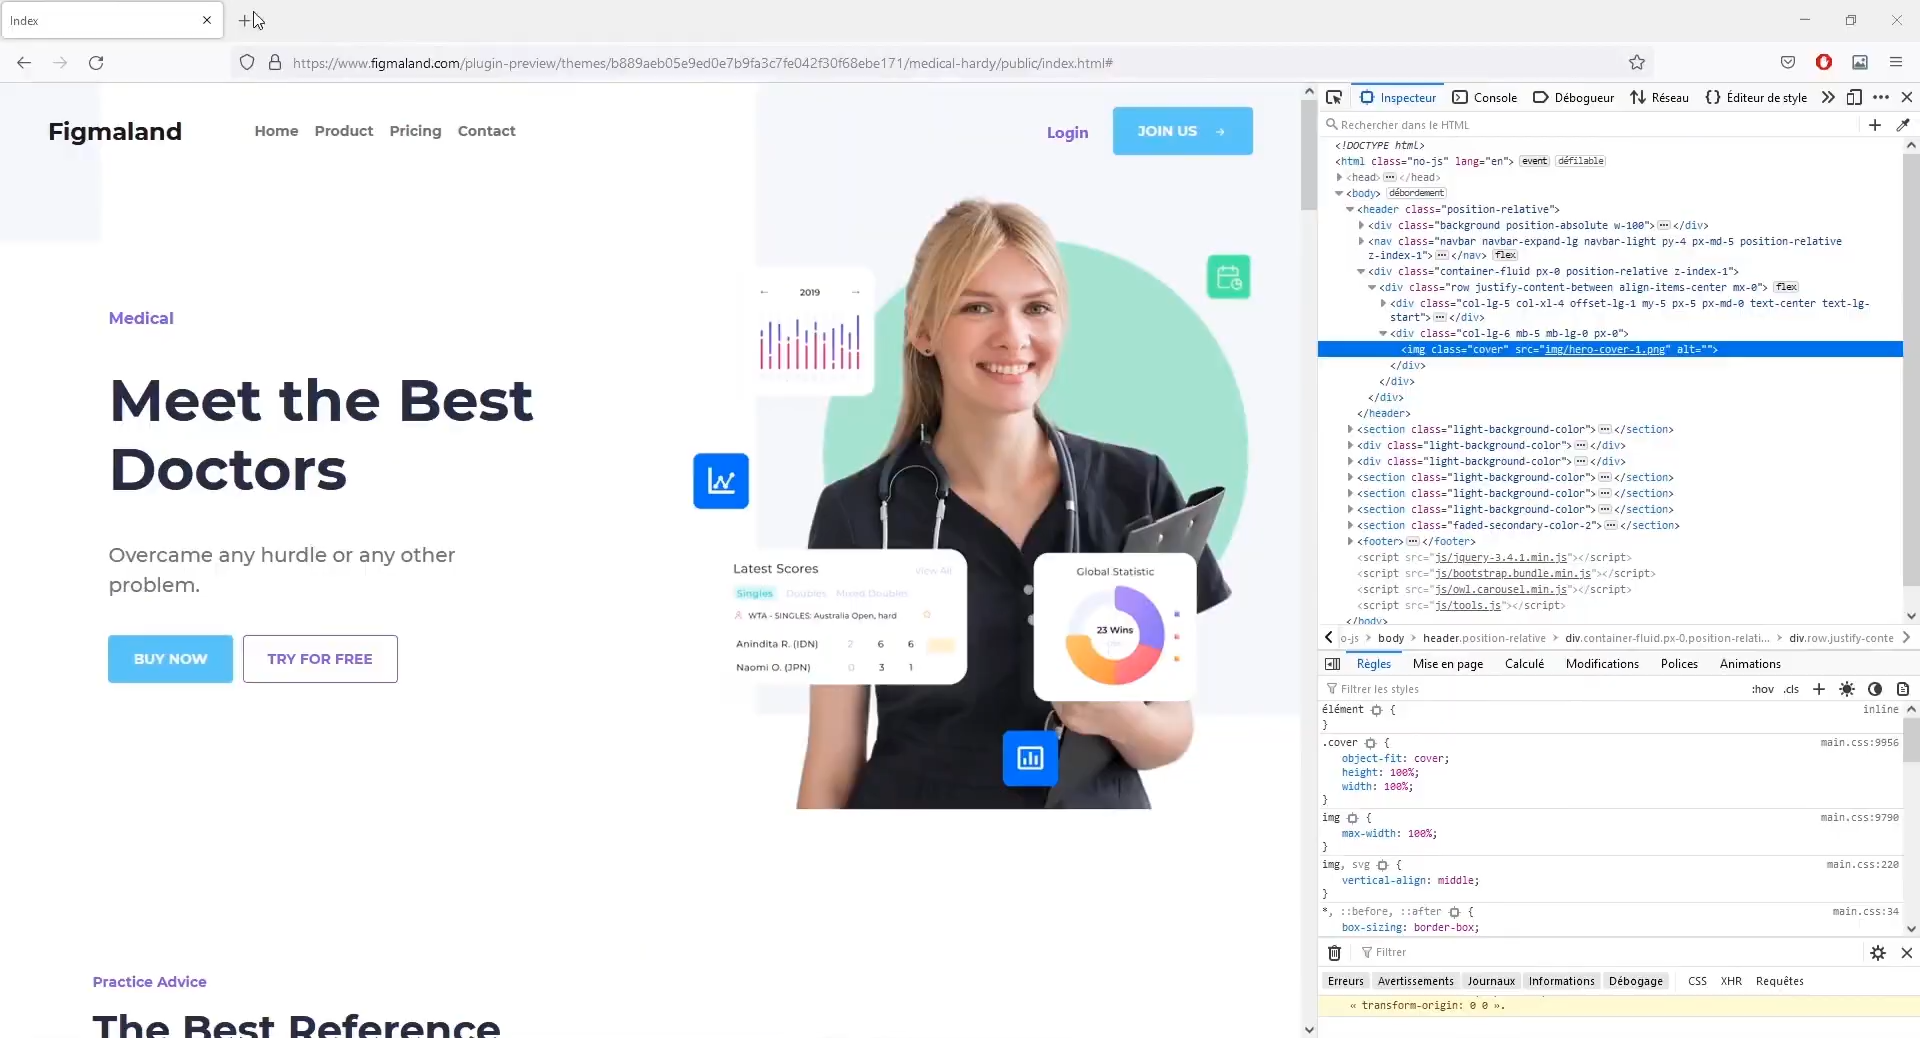 Index
https://www.figmaland.com/plugin-preview/themes/b889aeb05e9ed0e7b9fa3c7fe042f30f68ebe171/medical-hardy/public/index.html#
Figmaland
Home Product Pricing Contact
Login
JOIN US →
Medical
Meet the Best
Doctors
Overcame any hurdle or any other
problem.
BUY NOW
TRY FOR FREE
← 2019 →
Latest Scores View All
Singles Doubles Mixed Doubles
WTA - SINGLES: Australia Open, hard
Anindita R. (IDN) 2 6 6
Naomi O. (JPN) 0 3 1
Global Statistic
23 Wins
Practice Advice
The Best Reference
Inspecteur Console Débogueur Réseau {} Éditeur de style
Rechercher dans le HTML
<!DOCTYPE html>
<html class="no-js" lang="en"> event défilable
<head> ••• </head>
<body> débordement
<header class="position-relative">
<div class="background position-absolute w-100"> ••• </div>
<nav class="navbar navbar-expand-lg navbar-light py-4 px-md-5 position-relative
z-index-1"> ••• </nav> flex
<div class="container-fluid px-0 position-relative z-index-1">
<div class="row justify-content-between align-items-center mx-0"> flex
<div class="col-lg-5 col-xl-4 offset-lg-1 my-5 px-5 px-md-0 text-center text-lg-
start"> ••• </div>
<div class="col-lg-6 mb-5 mb-lg-0 px-0">
<img class="cover" src="img/hero-cover-1.png" alt="">
</div>
</div>
</div>
</header>
<section class="light-background-color"> ••• </section>
<div class="light-background-color"> ••• </div>
<div class="light-background-color"> ••• </div>
<section class="light-background-color"> ••• </section>
<section class="light-background-color"> ••• </section>
<section class="light-background-color"> ••• </section>
<section class="faded-secondary-color-2"> ••• </section>
<footer> ••• </footer>
<script src="js/jquery-3.4.1.min.js"></script>
<script src="js/bootstrap.bundle.min.js"></script>
<script src="js/owl.carousel.min.js"></script>
<script src="js/tools.js"></script>
</body>
o-js > body > header.position-relative > div.container-fluid.px-0.position-relati... > div.row.justify-conte
Règles Mise en page Calculé Modifications Polices Animations
Filtrer les styles :hov .cls +
élément { inline
}
.cover { main.css:9956
object-fit: cover;
height: 100%;
width: 100%;
}
img { main.css:9790
max-width: 100%;
}
img, svg { main.css:220
vertical-align: middle;
}
*, ::before, ::after { main.css:34
box-sizing: border-box;
Filtrer
Erreurs Avertissements Journaux Informations Débogage CSS XHR Requêtes
« transform-origin: 0 0 ».